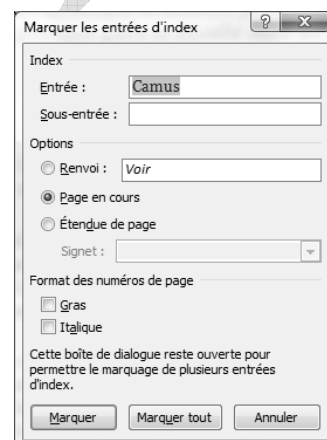 Marquer les entrées d'index
Index
Entrée :
Camus
Sous-entrée :
Options
Renvoi :
Voir
Page en cours
Étendue de page
Signet :
Format des numéros de page
Gras
Italique
Cette boîte de dialogue reste ouverte pour
permettre le marquage de plusieurs entrées
d'index.
Marquer
Marquer tout
Annuler